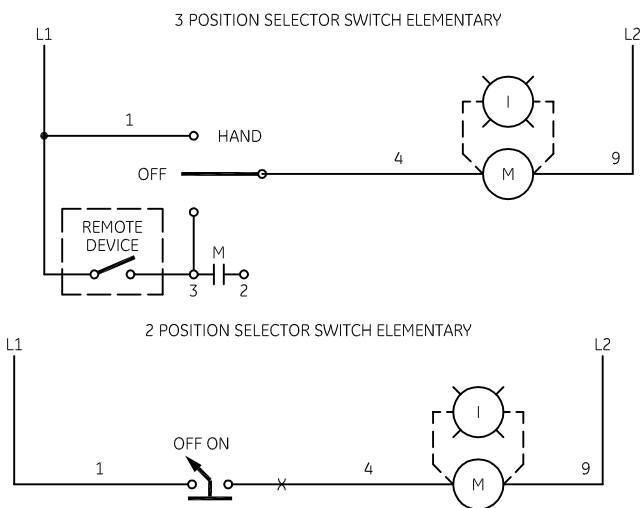 3 POSITION SELECTOR SWITCH ELEMENTARY
L1
L2
1
HAND
I
OFF
4
M
9
REMOTE
DEVICE
M
3
2
2 POSITION SELECTOR SWITCH ELEMENTARY
L1
L2
I
OFF ON
1
4
M
9